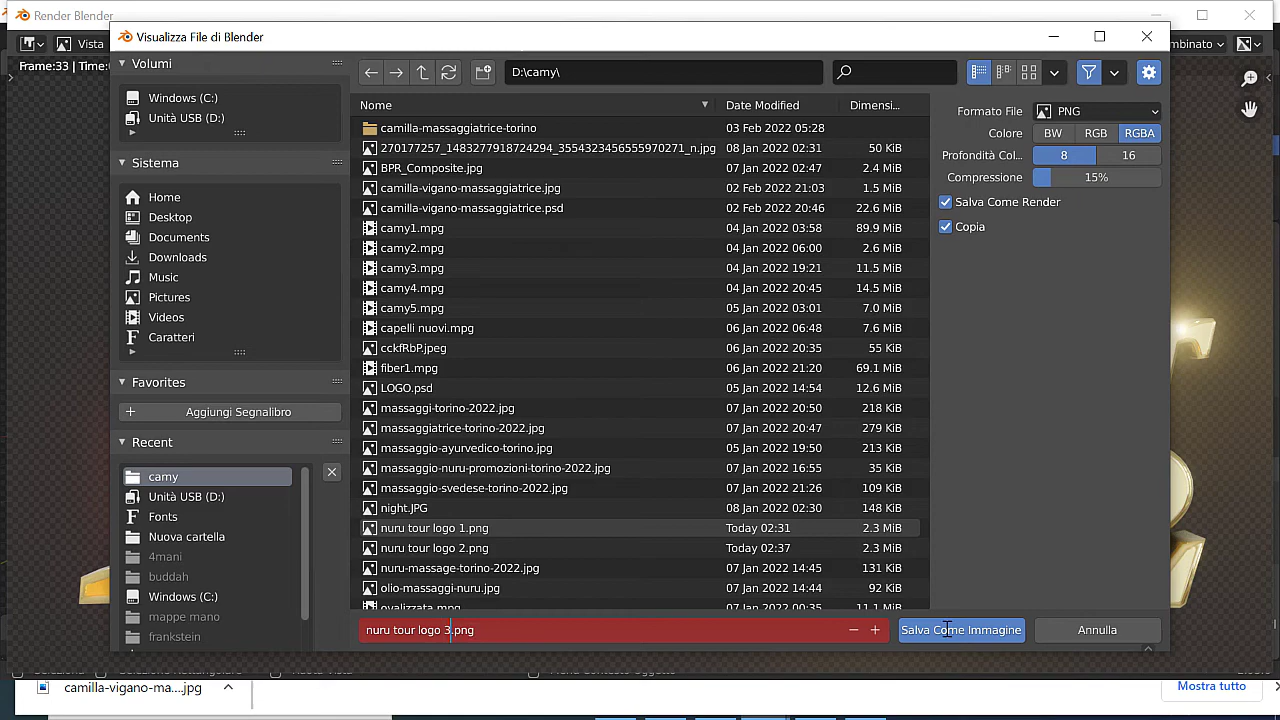 Render Blender
Visualizza File di Blender
Vista
Frame:33 | Time:
mbinato
Volumi
Windows (C:)
Unità USB (D:)
Sistema
Home
Desktop
Documents
Downloads
Music
Pictures
Videos
Caratteri
Favorites
Aggiungi Segnalibro
Recent
camy
Unità USB (D:)
Fonts
Nuova cartella
4mani
buddah
Windows (C:)
mappe mano
frankstein
D:\camy\
Nome Date Modified Dimensi...
camilla-massaggiatrice-torino 03 Feb 2022 05:28
270177257_1483277918724294_3554323456555970271_n.jpg 08 Jan 2022 02:31 50 KiB
BPR_Composite.jpg 07 Jan 2022 02:47 2.4 MiB
camilla-vigano-massaggiatrice.jpg 02 Feb 2022 21:03 1.5 MiB
camilla-vigano-massaggiatrice.psd 02 Feb 2022 20:46 22.6 MiB
camy1.mpg 04 Jan 2022 03:58 89.9 MiB
camy2.mpg 04 Jan 2022 06:00 2.6 MiB
camy3.mpg 04 Jan 2022 19:21 11.5 MiB
camy4.mpg 04 Jan 2022 20:45 14.5 MiB
camy5.mpg 05 Jan 2022 03:01 7.0 MiB
capelli nuovi.mpg 06 Jan 2022 06:48 7.6 MiB
cckfRbP.jpeg 06 Jan 2022 20:35 55 KiB
fiber1.mpg 06 Jan 2022 21:20 69.1 MiB
LOGO.psd 05 Jan 2022 14:54 12.6 MiB
massaggi-torino-2022.jpg 07 Jan 2022 20:50 218 KiB
massaggiatrice-torino-2022.jpg 07 Jan 2022 20:47 279 KiB
massaggio-ayurvedico-torino.jpg 05 Jan 2022 19:50 213 KiB
massaggio-nuru-promozioni-torino-2022.jpg 07 Jan 2022 16:55 35 KiB
massaggio-svedese-torino-2022.jpg 07 Jan 2022 21:26 109 KiB
night.JPG 08 Jan 2022 02:30 148 KiB
nuru tour logo 1.png Today 02:31 2.3 MiB
nuru tour logo 2.png Today 02:37 2.3 MiB
nuru-massage-torino-2022.jpg 07 Jan 2022 14:45 131 KiB
olio-massaggi-nuru.jpg 07 Jan 2022 14:44 92 KiB
ovalizzata.mpg 07 Jan 2022 00:35 11.1 MiB
nuru tour logo 3.png
Salva Come Immagine
Annulla
Formato File PNG
Colore BW RGB RGBA
Profondità Col... 8 16
Compressione 15%
Salva Come Render
Copia
camilla-vigano-ma....jpg
Mostra tutto